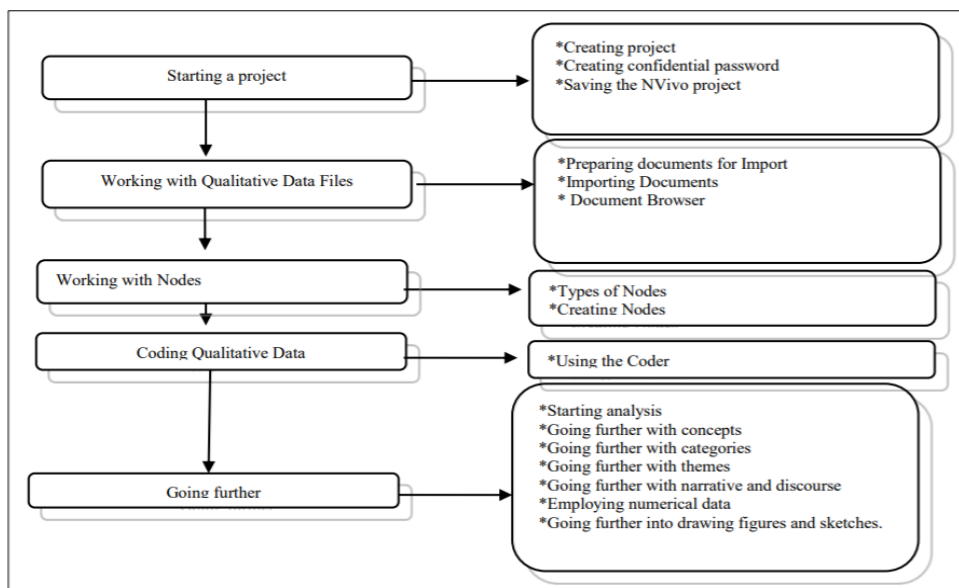 Starting a project
*Creating project
*Creating confidential password
*Saving the NVivo project
Working with Qualitative Data Files
*Preparing documents for Import
*Importing Documents
* Document Browser
Working with Nodes
*Types of Nodes
*Creating Nodes
Coding Qualitative Data
*Using the Coder
Going further
*Starting analysis
*Going further with concepts
*Going further with categories
*Going further with themes
*Going further with narrative and discourse
*Employing numerical data
*Going further into drawing figures and sketches.